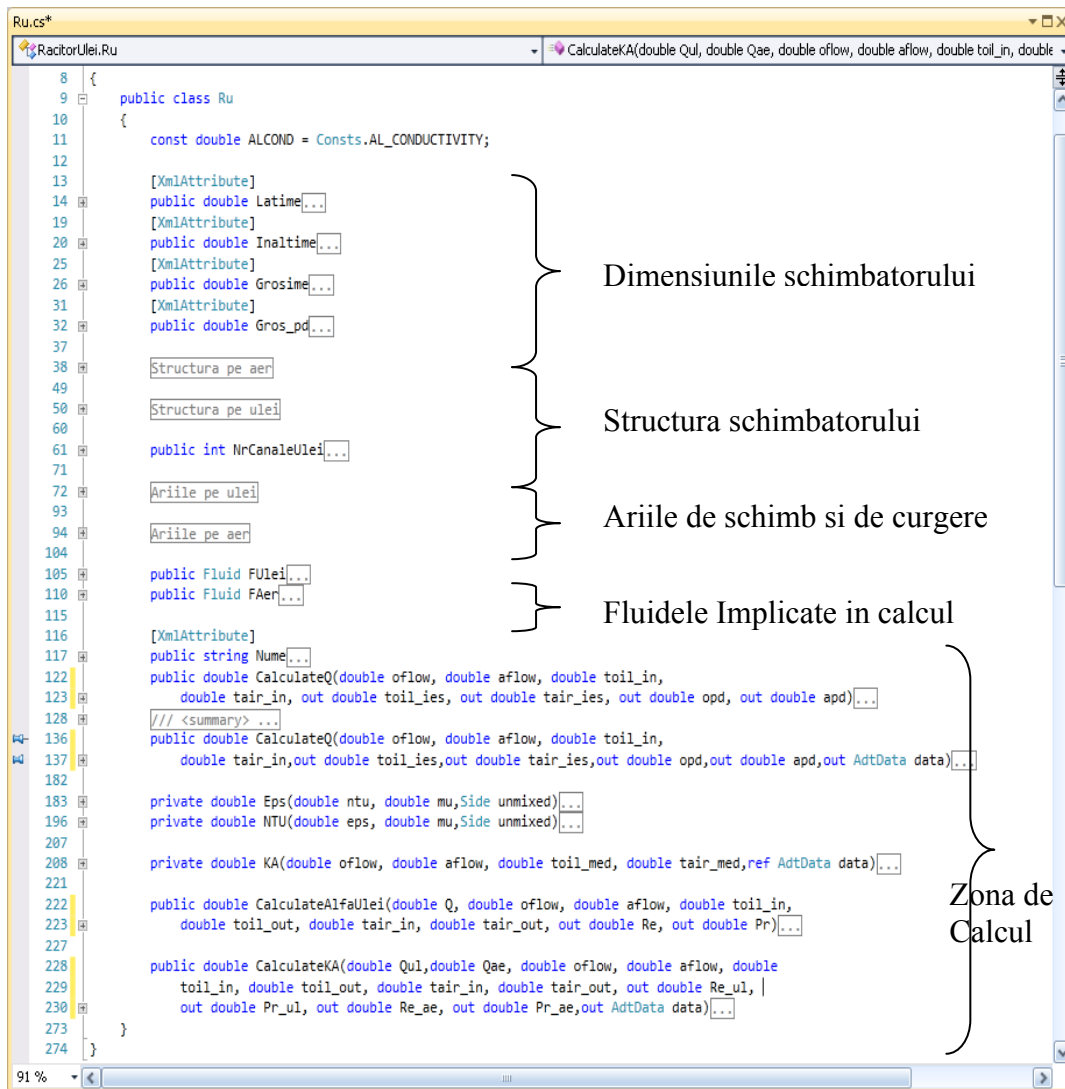 Ru.cs*
RacitorUlei.Ru
CalculateKA(double Qul, double Qae, double oflow, double aflow, double toil_in, double
8 {
9 public class Ru
10 {
11 const double ALCOND = Consts.AL_CONDUCTIVITY;
12
13 [XmlAttribute]
14 public double Latime...
19 [XmlAttribute]
20 public double Inaltime...
25 [XmlAttribute]
26 public double Grosime...
31 [XmlAttribute]
32 public double Gros_pd...
37
Dimensiunile schimbatorului
38 Structura pe aer
49
50 Structura pe ulei
60
61 public int NrCanaleUlei...
71
Structura schimbatorului
72 Ariile pe ulei
93
94 Ariile pe aer
104
Ariile de schimb si de curgere
105 public Fluid FUlei...
110 public Fluid FAer...
115
Fluidele Implicate in calcul
116 [XmlAttribute]
117 public string Nume...
122 public double CalculateQ(double oflow, double aflow, double toil_in,
123 double tair_in, out double toil_ies, out double tair_ies, out double opd, out double apd)...
128 /// <summary> ...
136 public double CalculateQ(double oflow, double aflow, double toil_in,
137 double tair_in,out double toil_ies,out double tair_ies,out double opd,out double apd,out AdtData data)...
182
183 private double Eps(double ntu, double mu,Side unmixed)...
196 private double NTU(double eps, double mu,Side unmixed)...
207
208 private double KA(double oflow, double aflow, double toil_med, double tair_med,ref AdtData data)...
221
222 public double CalculateAlfaUlei(double Q, double oflow, double aflow, double toil_in,
223 double toil_out, double tair_in, double tair_out, out double Re, out double Pr)...
227
228 public double CalculateKA(double Qul,double Qae, double oflow, double aflow, double
229 toil_in, double toil_out, double tair_in, double tair_out, out double Re_ul,
230 out double Pr_ul, out double Re_ae, out double Pr_ae,out AdtData data)...
273 }
274 }
Zona de
Calcul
91 %